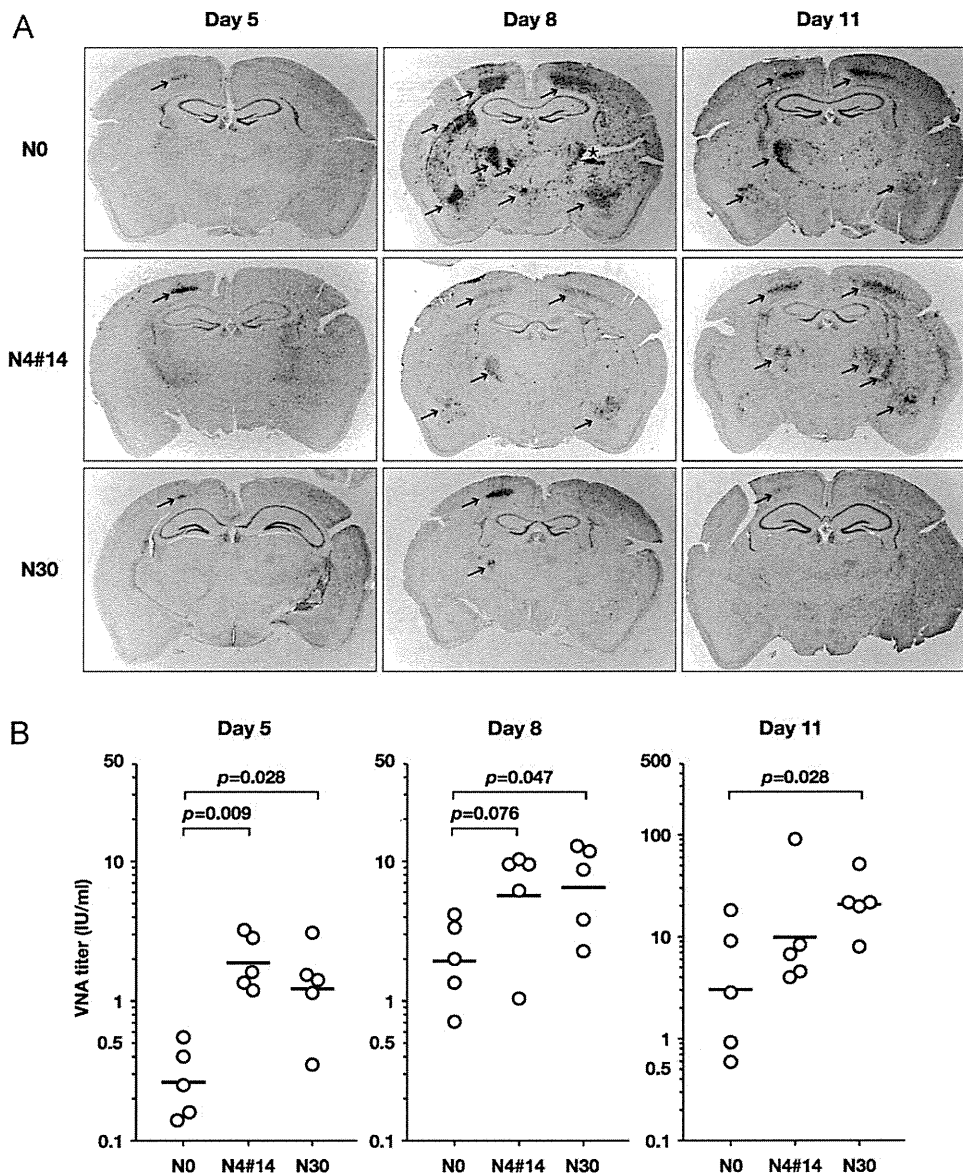 A
Day 5 Day 8 Day 11
N0
*
N4#14
N30
B
Day 5 Day 8 Day 11
50 50 500
p=0.028 p=0.047 p=0.028
p=0.009 p=0.076
100
10 10
10
VNA titer (IU/ml)
1 1
1
0.5 0.5
0.5
0.1 0.1 0.1
N0 N4#14 N30 N0 N4#14 N30 N0 N4#14 N30